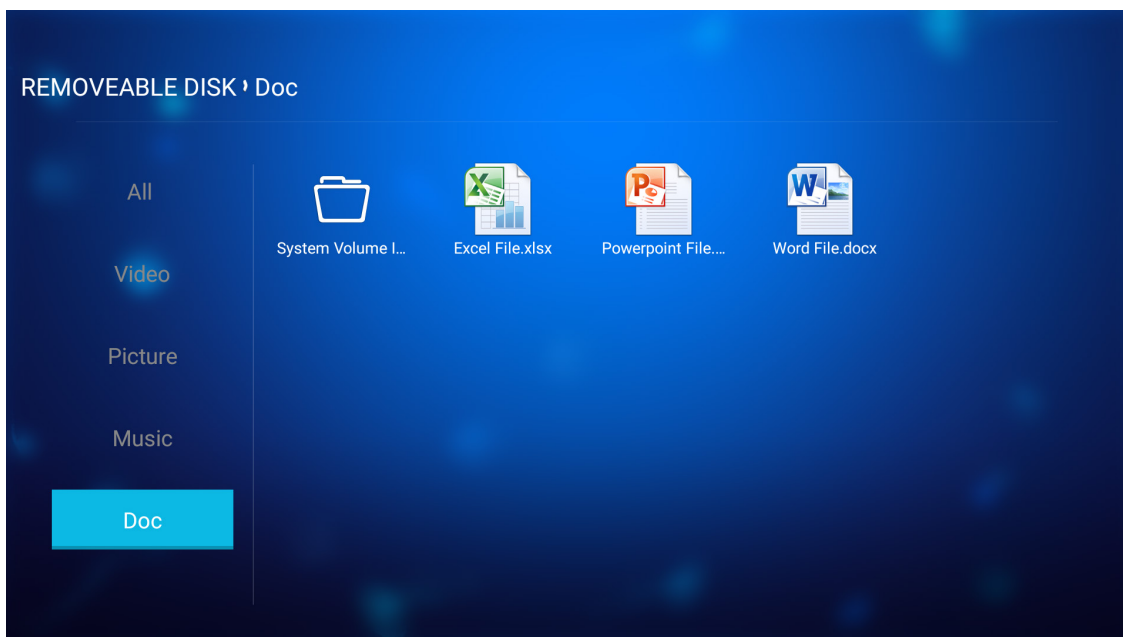 REMOVEABLE DISK › Doc
All
Video
Picture
Music
Doc
System Volume I...
Excel File.xlsx
Powerpoint File....
Word File.docx